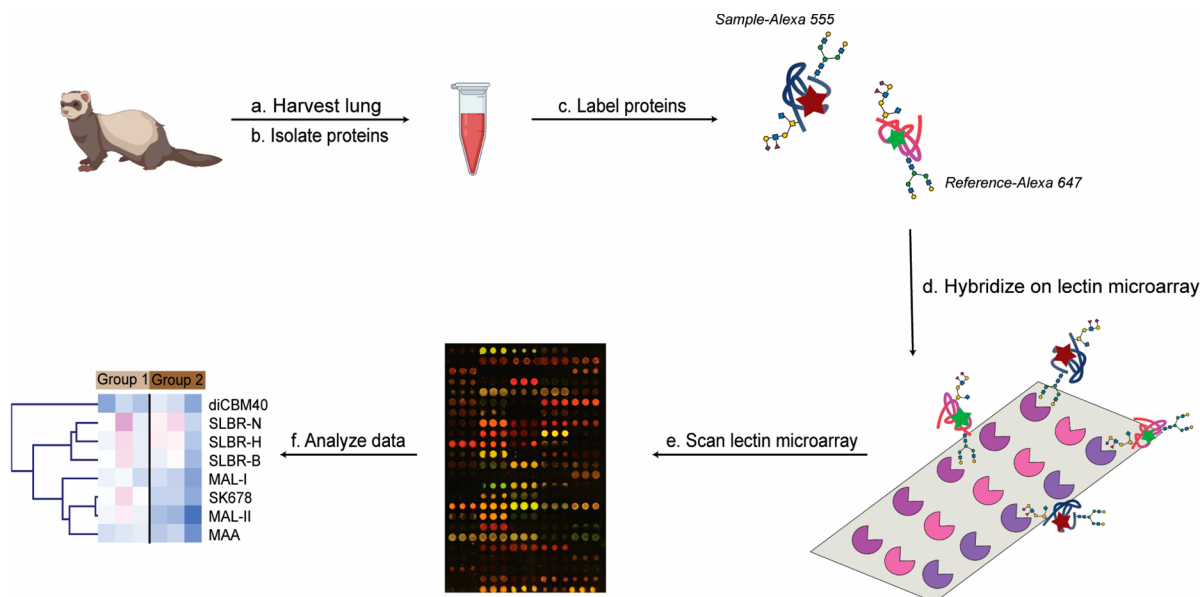 Sample-Alexa 555
a. Harvest lung
b. Isolate proteins
c. Label proteins
Reference-Alexa 647
d. Hybridize on lectin microarray
e. Scan lectin microarray
f. Analyze data
Group 1 Group 2
diCBM40
SLBR-N
SLBR-H
SLBR-B
MAL-I
SK678
MAL-II
MAA